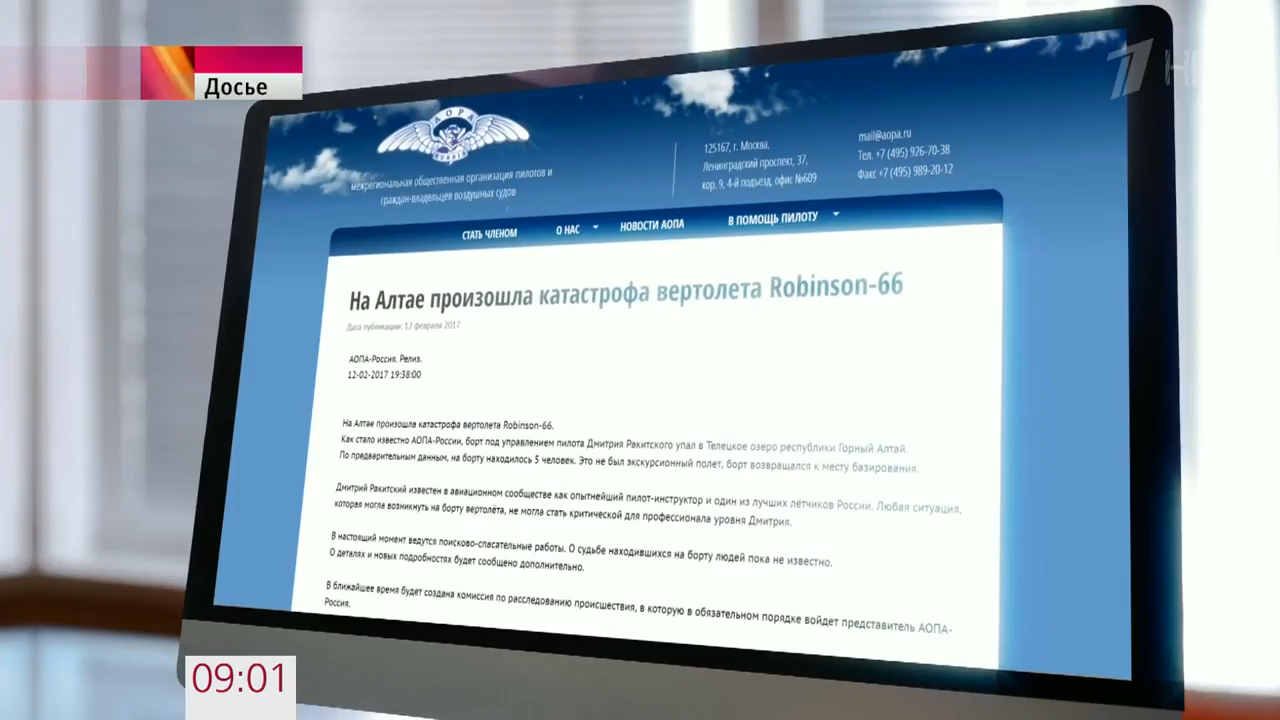 Досье
АОРА
RUSSIA
межрегиональная общественная организация пилотов и
граждан-владельцев воздушных судов
125167, г. Москва,
Ленинградский проспект, 37,
кор. 9, 4-й подъезд, офис №609
mail@aopa.ru
Тел. +7 (495) 926-70-38
Факс +7 (495) 989-20-12
СТАТЬ ЧЛЕНОМ
О НАС
НОВОСТИ АОПА
В ПОМОЩЬ ПИЛОТУ
На Алтае произошла катастрофа вертолета Robinson-66
Дата публикации: 12 февраля 2017
АОПА-Россия. Релиз.
12-02-2017 19:38:00
На Алтае произошла катастрофа вертолета Robinson-66.
Как стало известно АОПА-России, борт под управлением пилота Дмитрия Ракитского упал в Телецкое озеро республики Горный Алтай.
По предварительным данным, на борту находилось 5 человек. Это не был экскурсионный полет, борт возвращался к месту базирования.
Дмитрий Ракитский известен в авиационном сообществе как опытнейший пилот-инструктор и один из лучших лётчиков России. Любая ситуация,
которая могла возникнуть на борту вертолёта, не могла стать критической для профессионала уровня Дмитрия.
В настоящий момент ведутся поисково-спасательные работы. О судьбе находившихся на борту людей пока не известно.
О деталях и новых подробностях будет сообщено дополнительно.
В ближайшее время будет создана комиссия по расследованию происшествия, в которую в обязательном порядке войдет представитель АОПА-
Россия.
09:01